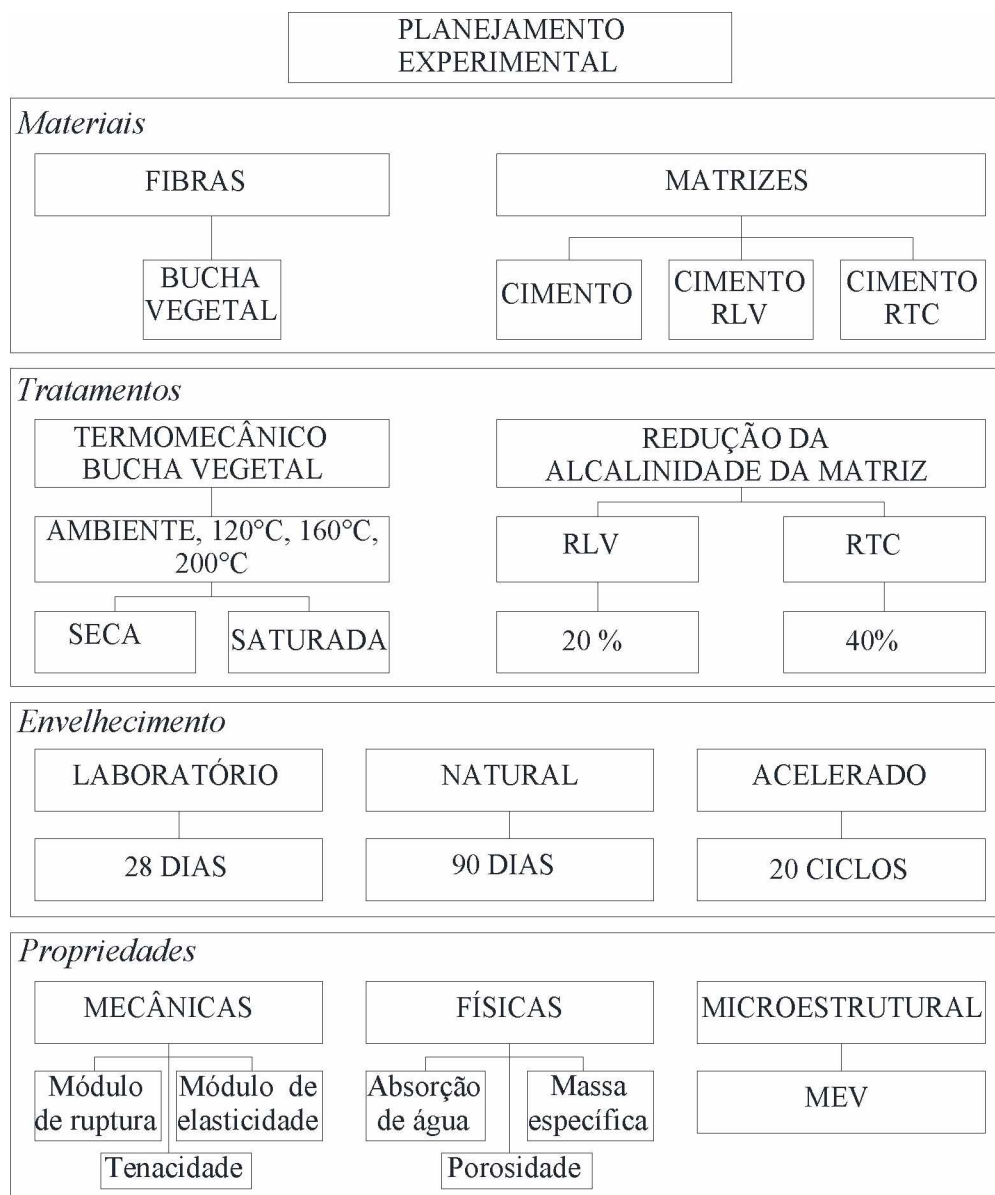 PLANEJAMENTO
EXPERIMENTAL
Materiais
FIBRAS
MATRIZES
BUCHA
VEGETAL
CIMENTO
CIMENTO
RLV
CIMENTO
RTC
Tratamentos
TERMOMECÂNICO
BUCHA VEGETAL
REDUÇÃO DA
ALCALINIDADE DA MATRIZ
AMBIENTE, 120°C, 160°C,
200°C
RLV
RTC
SECA
SATURADA
20 %
40%
Envelhecimento
LABORATÓRIO
NATURAL
ACELERADO
28 DIAS
90 DIAS
20 CICLOS
Propriedades
MECÂNICAS
FÍSICAS
MICROESTRUTURAL
Módulo
de ruptura
Módulo de
elasticidade
Tenacidade
Absorção
de água
Massa
específica
Porosidade
MEV